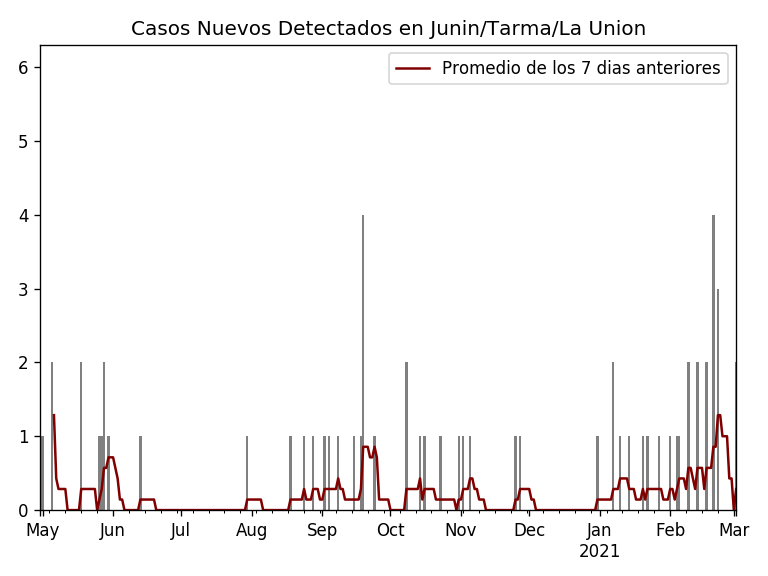 Casos Nuevos Detectados en Junin/Tarma/La Union
Promedio de los 7 dias anteriores
6
5
4
3
2
1
0
May Jun Jul Aug Sep Oct Nov Dec Jan Feb Mar
2021